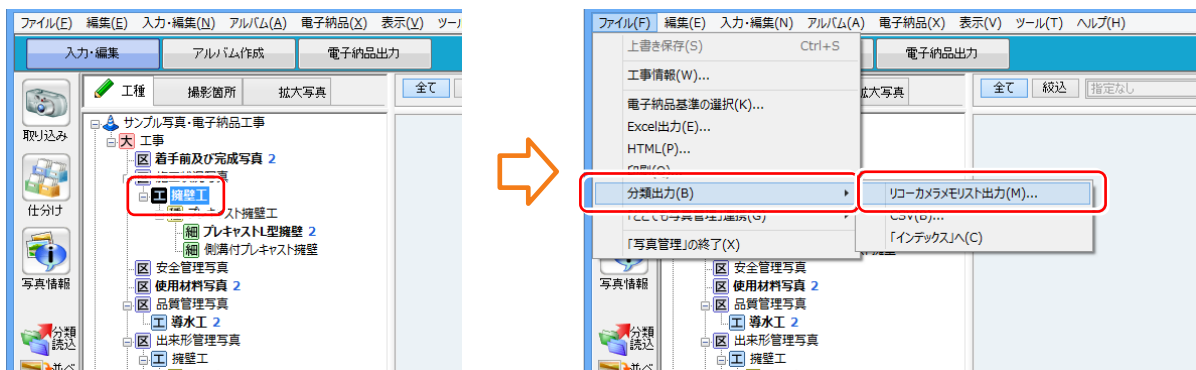 ファイル(F) 編集(E) 入力・編集(N) アルバム(A) 電子納品(X) 表示(V) ツール
入力・編集 アルバム作成 電子納品出力
工種 撮影箇所 拡大写真 全て
取り込み
仕分け
写真情報
分類読込
並べ
サンプル写真・電子納品工事
大 工事
区 着手前及び完成写真 2
工 擁壁工
プレキャスト擁壁工
細 プレキャストL型擁壁 2
細 側溝付プレキャスト擁壁
区 安全管理写真
区 使用材料写真 2
区 品質管理写真
工 導水工 2
区 出来形管理写真
工 擁壁工
ファイル(F) 編集(E) 入力・編集(N) アルバム(A) 電子納品(X) 表示(V) ツール(T) ヘルプ(H)
電子納品出力
拡大写真 全て 絞込 指定なし
上書き保存(S) Ctrl+S
工事情報(W)...
電子納品基準の選択(K)...
Excel出力(E)...
HTML(P)...
分類出力(B)
「写真管理」の終了(X)
リコーカメラメモリスト出力(M)...
CSV(B)...
「インデックス」へ(C)
写真情報
分類読込
並べ
区 安全管理写真
区 使用材料写真 2
区 品質管理写真
工 導水工 2
区 出来形管理写真
工 擁壁工